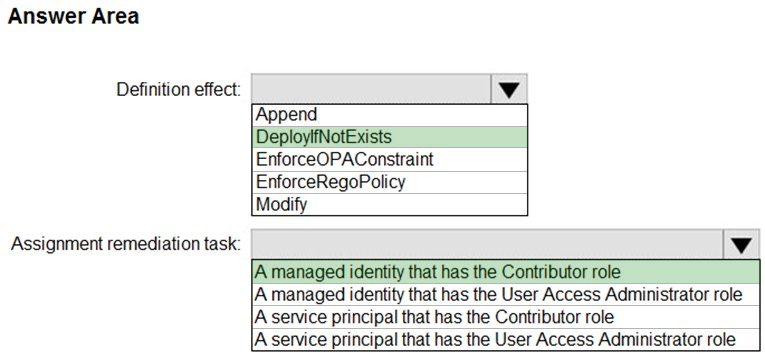 Answer Area
Definition effect:
Append
DeployIfNotExists
EnforceOPAConstraint
EnforceRegoPolicy
Modify
Assignment remediation task:
A managed identity that has the Contributor role
A managed identity that has the User Access Administrator role
A service principal that has the Contributor role
A service principal that has the User Access Administrator role